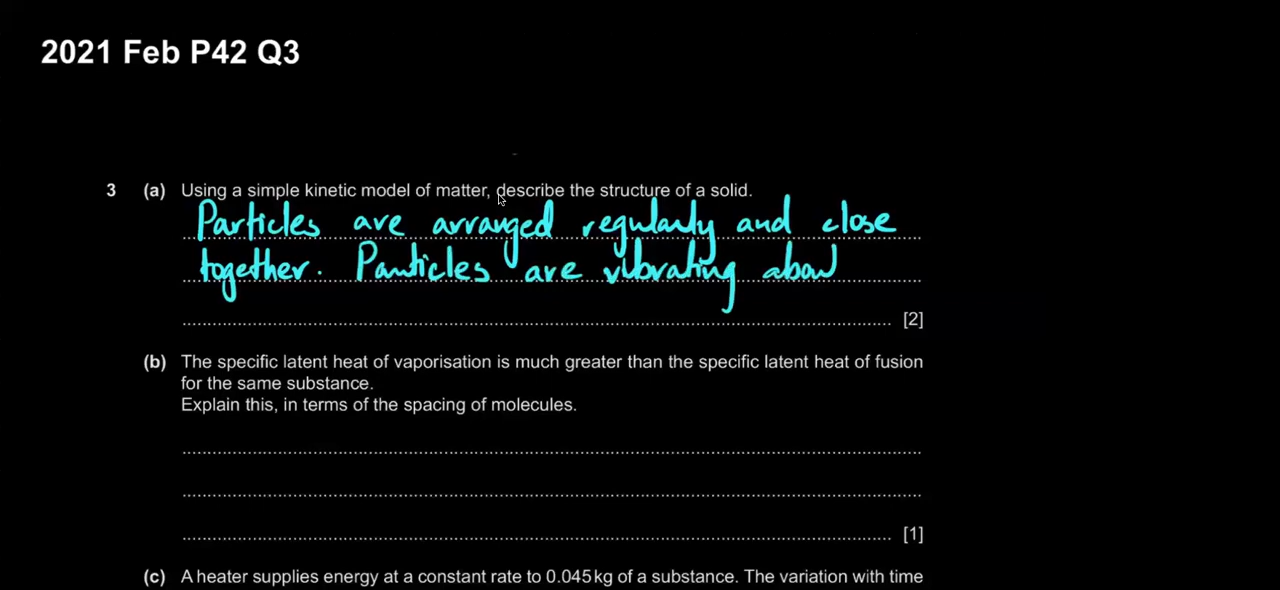 2021 Feb P42 Q3
3 (a) Using a simple kinetic model of matter, describe the structure of a solid.
Particles are arranged regularly and close
together. Particles are vibrating abou
[2]
(b) The specific latent heat of vaporisation is much greater than the specific latent heat of fusion
for the same substance.
Explain this, in terms of the spacing of molecules.
[1]
(c) A heater supplies energy at a constant rate to 0.045 kg of a substance. The variation with time